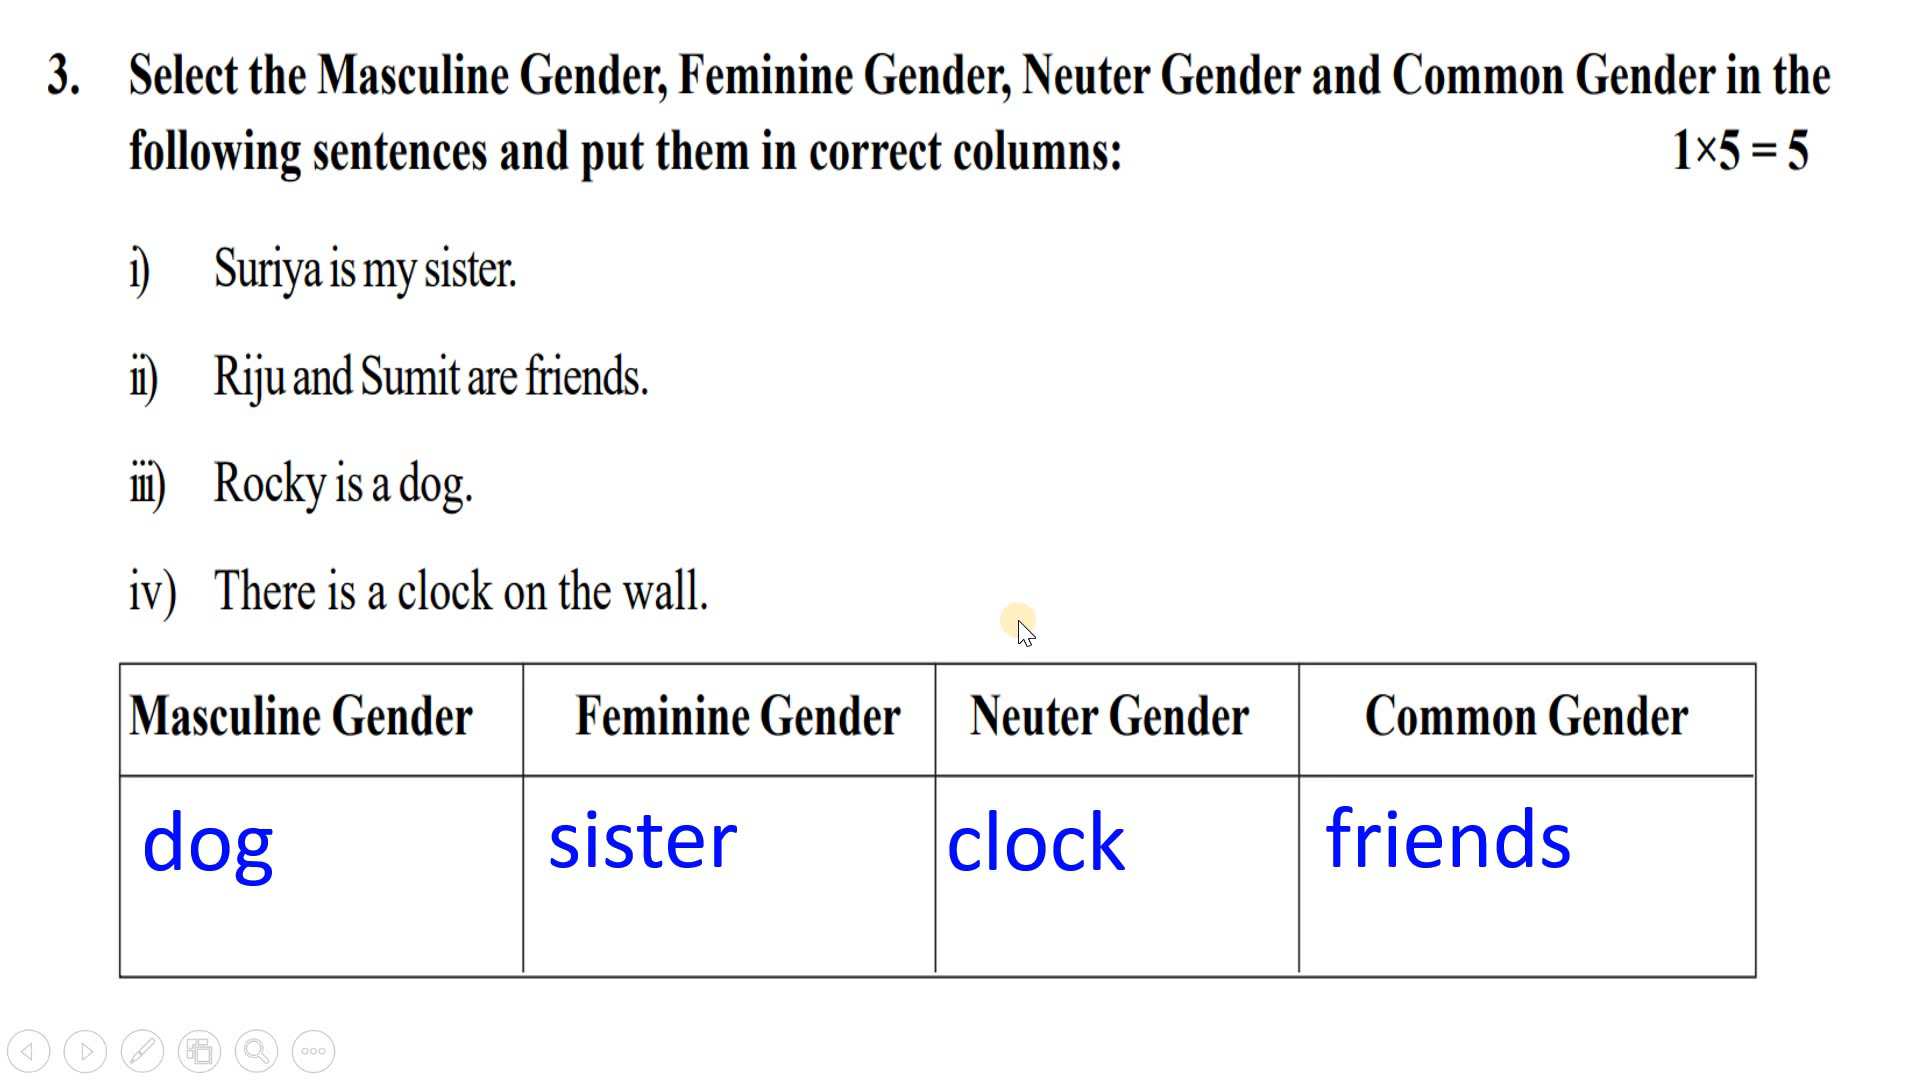 3. Select the Masculine Gender, Feminine Gender, Neuter Gender and Common Gender in the
following sentences and put them in correct columns: 1×5 = 5
i) Suriya is my sister.
ii) Riju and Sumit are friends.
iii) Rocky is a dog.
iv) There is a clock on the wall.
Masculine Gender Feminine Gender Neuter Gender Common Gender
dog sister clock friends